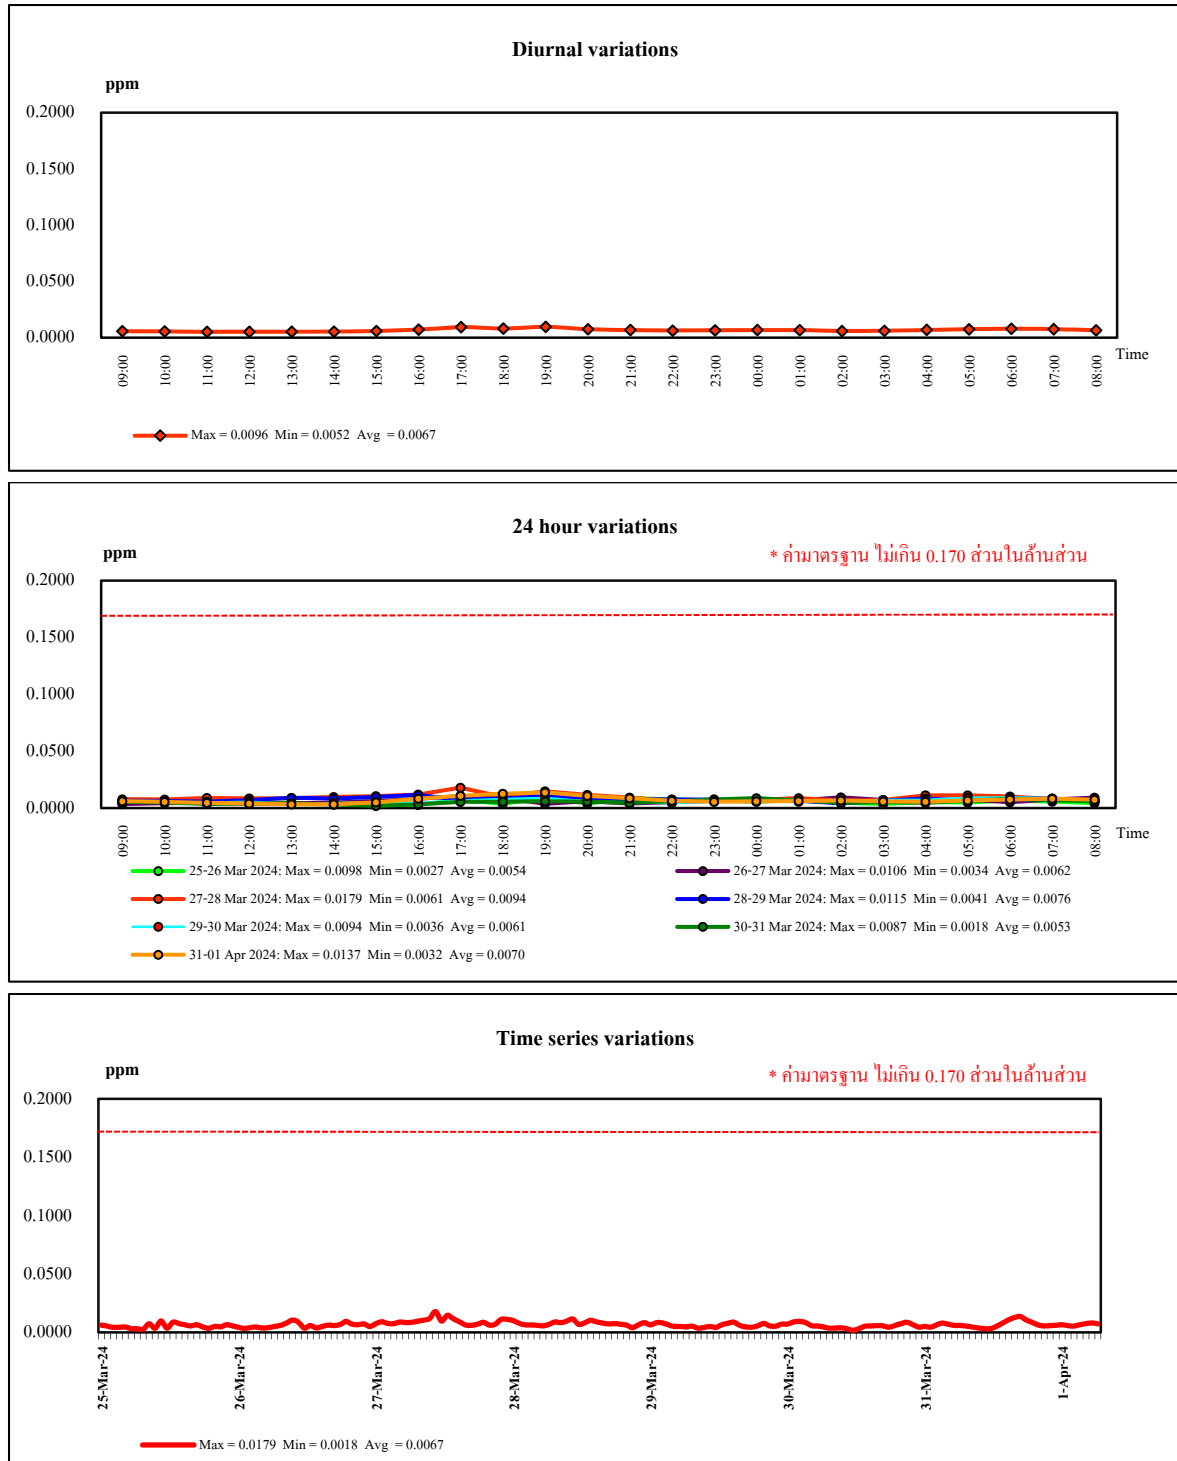 Diurnal variations
ppm
0.2000
0.1500
0.1000
0.0500
0.0000
Time
09:00 10:00 11:00 12:00 13:00 14:00 15:00 16:00 17:00 18:00 19:00 20:00 21:00 22:00 23:00 00:00 01:00 02:00 03:00 04:00 05:00 06:00 07:00 08:00
Max = 0.0096 Min = 0.0052 Avg = 0.0067
24 hour variations
ppm
* ค่ามาตรฐาน ไม่เกิน 0.170 ส่วนในล้านส่วน
0.2000
0.1500
0.1000
0.0500
0.0000
Time
09:00 10:00 11:00 12:00 13:00 14:00 15:00 16:00 17:00 18:00 19:00 20:00 21:00 22:00 23:00 00:00 01:00 02:00 03:00 04:00 05:00 06:00 07:00 08:00
25-26 Mar 2024: Max = 0.0098 Min = 0.0027 Avg = 0.0054
26-27 Mar 2024: Max = 0.0106 Min = 0.0034 Avg = 0.0062
27-28 Mar 2024: Max = 0.0179 Min = 0.0061 Avg = 0.0094
28-29 Mar 2024: Max = 0.0115 Min = 0.0041 Avg = 0.0076
29-30 Mar 2024: Max = 0.0094 Min = 0.0036 Avg = 0.0061
30-31 Mar 2024: Max = 0.0087 Min = 0.0018 Avg = 0.0053
31-01 Apr 2024: Max = 0.0137 Min = 0.0032 Avg = 0.0070
Time series variations
ppm
* ค่ามาตรฐาน ไม่เกิน 0.170 ส่วนในล้านส่วน
0.2000
0.1500
0.1000
0.0500
0.0000
25-Mar-24 26-Mar-24 27-Mar-24 28-Mar-24 29-Mar-24 30-Mar-24 31-Mar-24 1-Apr-24
Max = 0.0179 Min = 0.0018 Avg = 0.0067